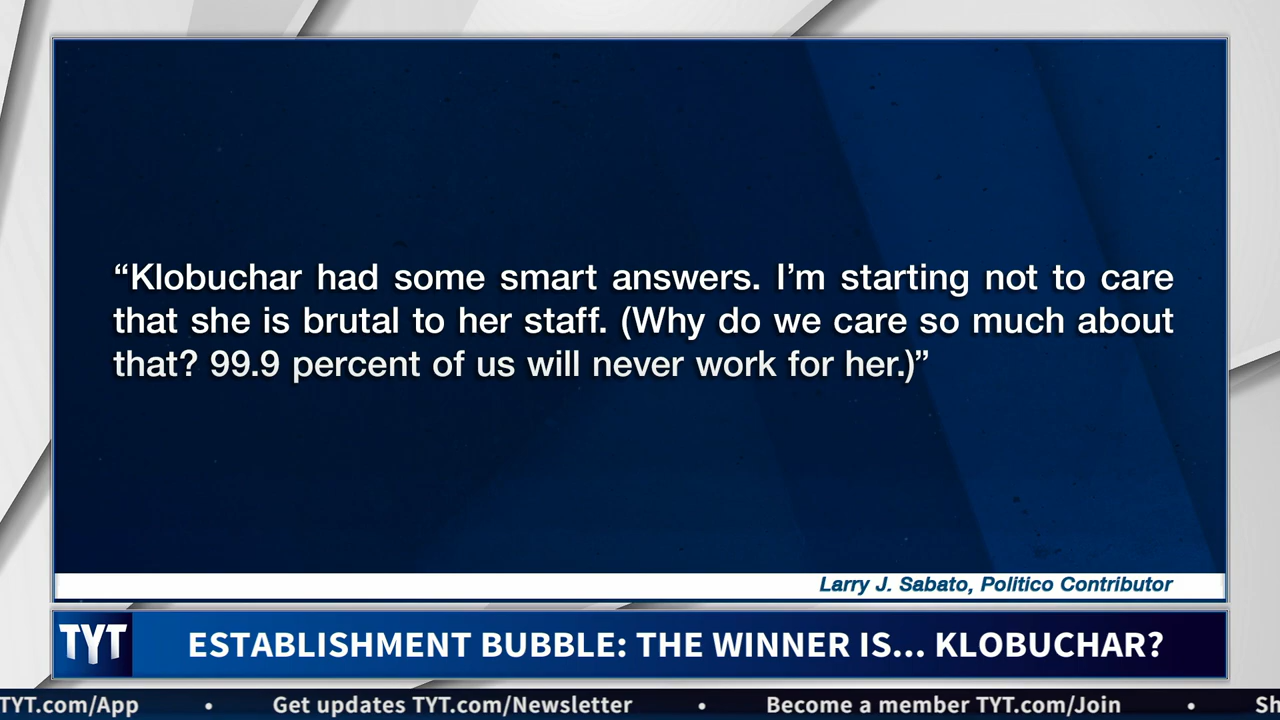 “Klobuchar had some smart answers. I’m starting not to care
that she is brutal to her staff. (Why do we care so much about
that? 99.9 percent of us will never work for her.)”
Larry J. Sabato, Politico Contributor
TYT ESTABLISHMENT BUBBLE: THE WINNER IS... KLOBUCHAR?
TYT.com/App • Get updates TYT.com/Newsletter • Become a member TYT.com/Join • Sh